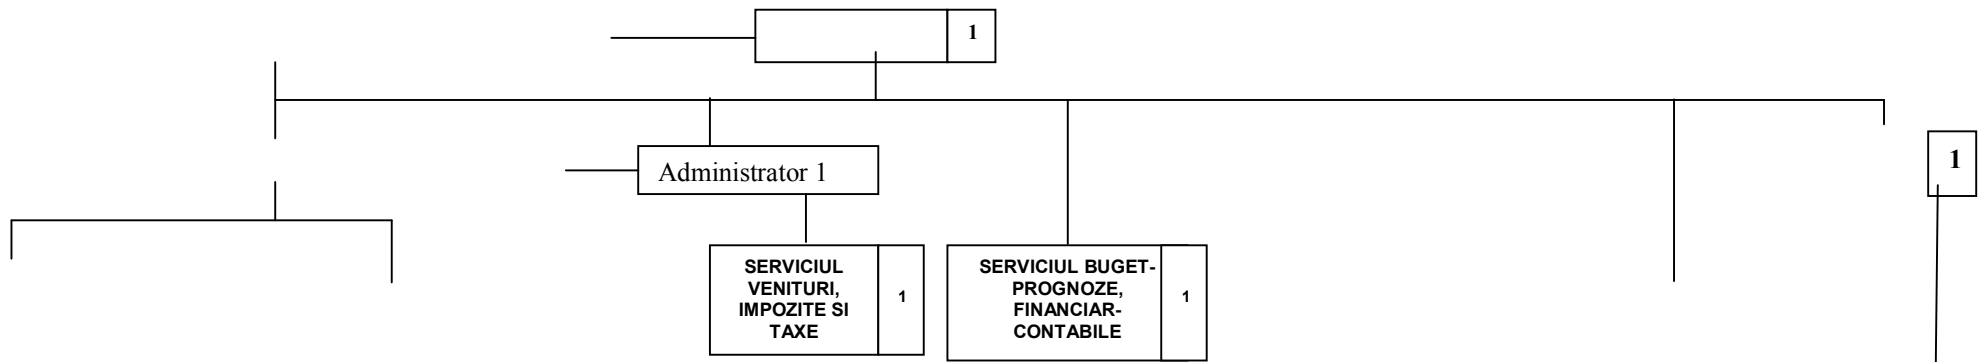 1
Administrator 1
1
SERVICIUL
VENITURI,
IMPOZITE SI
TAXE
1
SERVICIUL BUGET-
PROGNOZE,
FINANCIAR-
CONTABILE
1